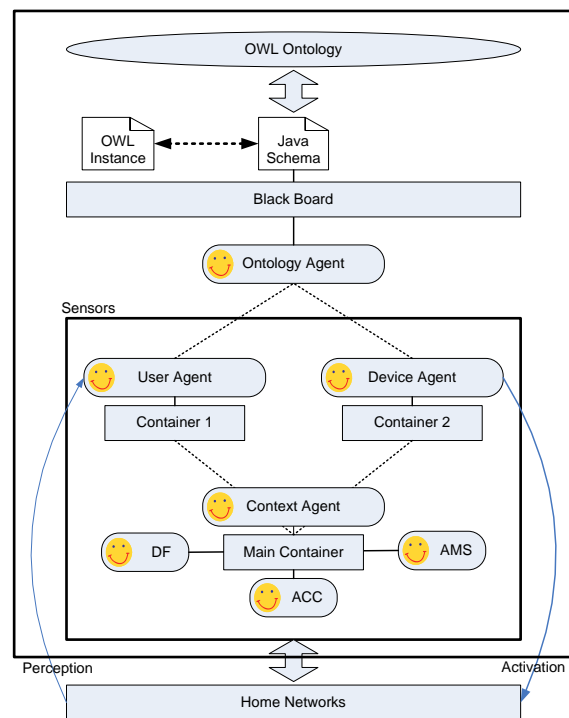 OWL Ontology
OWL
Instance
Java
Schema
Black Board
Ontology Agent
Sensors
User Agent
Device Agent
Container 1
Container 2
Context Agent
DF
Main Container
AMS
ACC
Perception
Activation
Home Networks